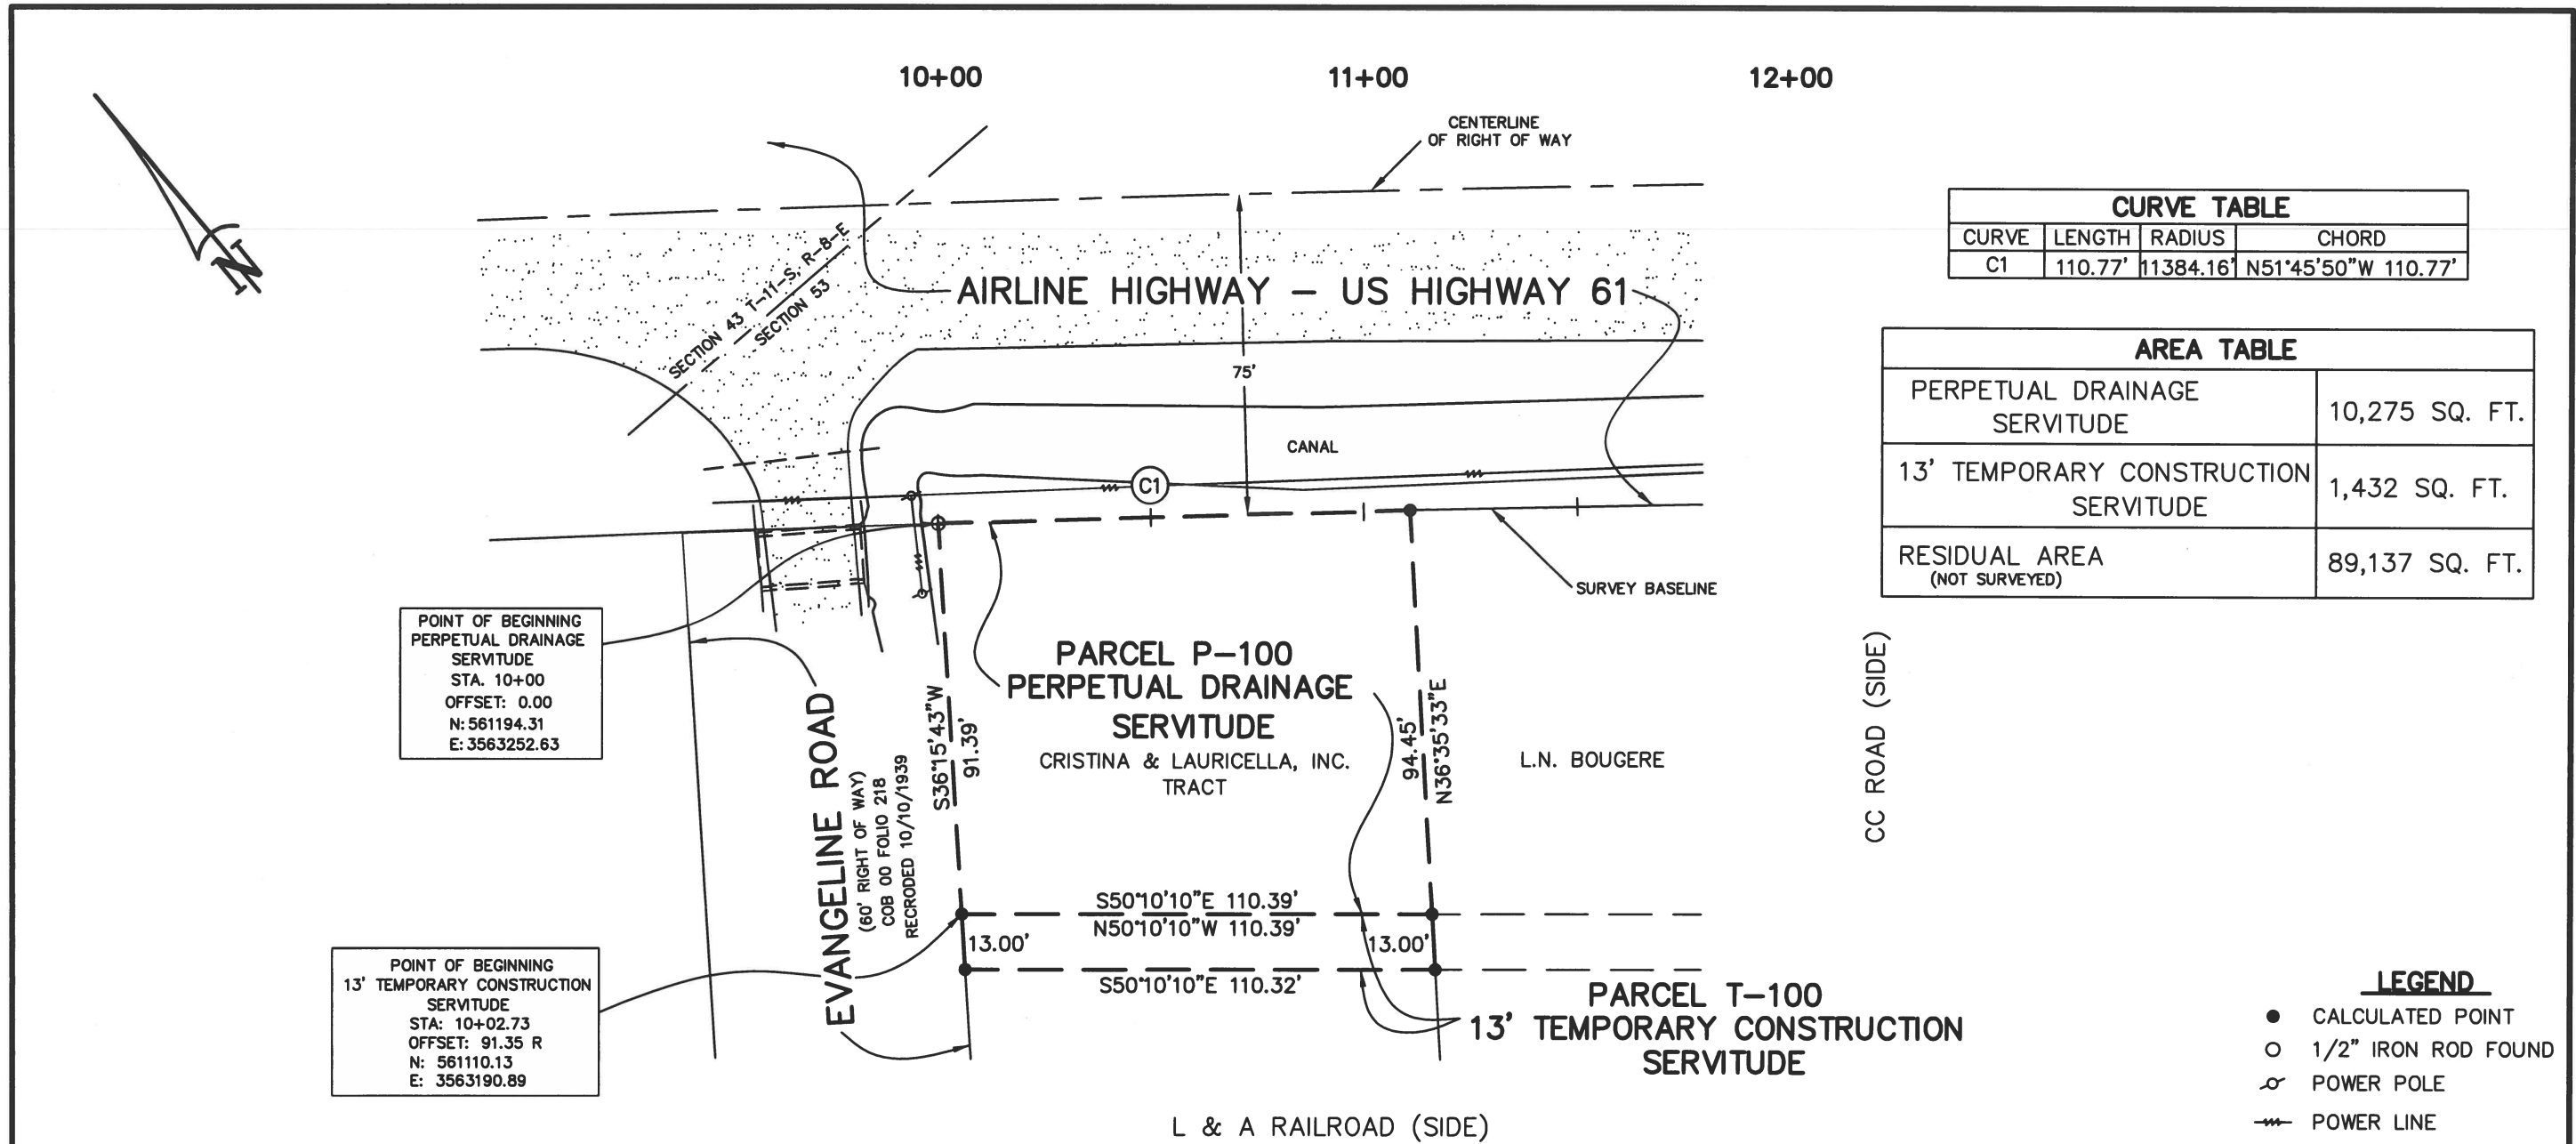 10+00
11+00
12+00
CENTERLINE
OF RIGHT OF WAY
N
SECTION 43 T-11-S, R-8-E
SECTION 53
AIRLINE HIGHWAY - US HIGHWAY 61
75'
CANAL
C1
SURVEY BASELINE
CURVE TABLE
CURVE LENGTH RADIUS CHORD
C1 110.77' 11384.16' N51°45'50"W 110.77'
AREA TABLE
PERPETUAL DRAINAGE
SERVITUDE
10,275 SQ. FT.
13' TEMPORARY CONSTRUCTION
SERVITUDE
1,432 SQ. FT.
RESIDUAL AREA
(NOT SURVEYED)
89,137 SQ. FT.
POINT OF BEGINNING
PERPETUAL DRAINAGE
SERVITUDE
STA. 10+00
OFFSET: 0.00
N: 561194.31
E: 3563252.63
EVANGELINE ROAD
(60' RIGHT OF WAY)
COB 00 FOLIO 218
RECRODED 10/10/1939
S36°15'43"W
91.39'
PARCEL P-100
PERPETUAL DRAINAGE
SERVITUDE
CRISTINA & LAURICELLA, INC.
TRACT
94.45'
N36°35'33"E
L.N. BOUGERE
CC ROAD (SIDE)
S50°10'10"E 110.39'
N50°10'10"W 110.39'
13.00'
13.00'
S50°10'10"E 110.32'
POINT OF BEGINNING
13' TEMPORARY CONSTRUCTION
SERVITUDE
STA: 10+02.73
OFFSET: 91.35 R
N: 561110.13
E: 3563190.89
PARCEL T-100
13' TEMPORARY CONSTRUCTION
SERVITUDE
L & A RAILROAD (SIDE)
LEGEND
CALCULATED POINT
1/2" IRON ROD FOUND
POWER POLE
POWER LINE